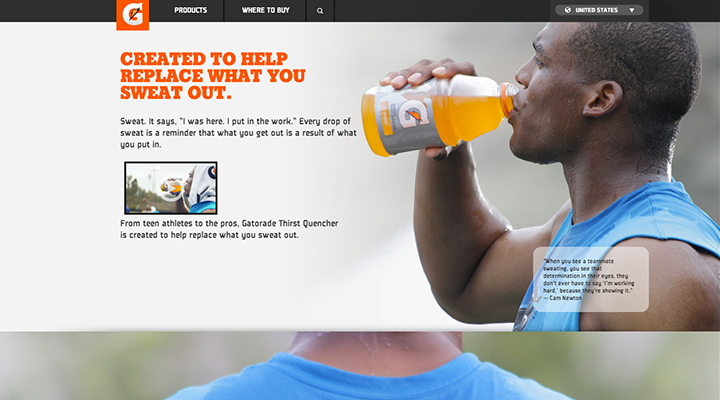 G
PRODUCTS
WHERE TO BUY
UNITED STATES
CREATED TO HELP
REPLACE WHAT YOU
SWEAT OUT.
Sweat. It says, "I was here. I put in the work." Every drop of
sweat is a reminder that what you get out is a result of what
you put in.
From teen athletes to the pros, Gatorade Thirst Quencher
is created to help replace what you sweat out.
G
"When you see a teammate
sweating, you see that
determination in their eyes, they
don't ever have to say 'I'm working
hard,' because they're showing it."
— Cam Newton